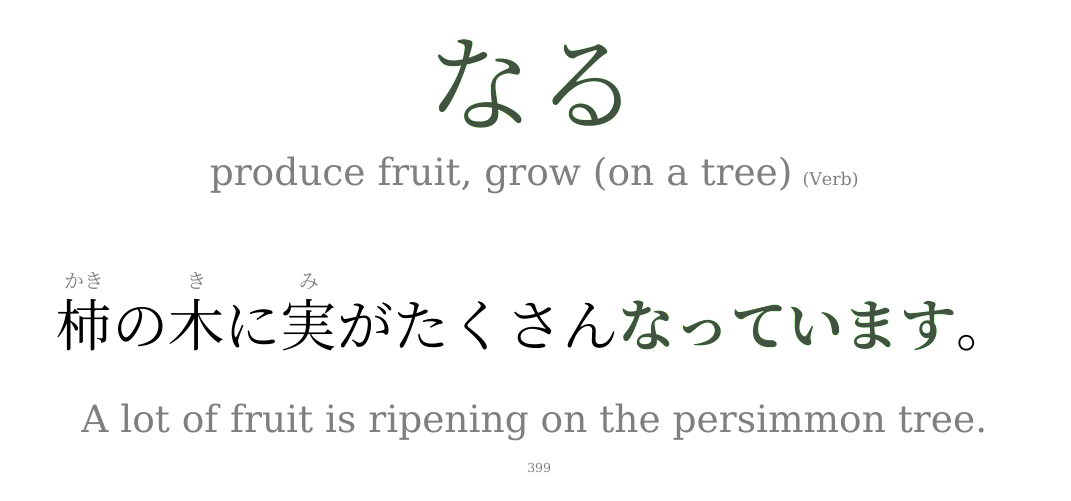 なる
produce fruit, grow (on a tree) (Verb)
かき き み
柿の木に実がたくさんなっています。
A lot of fruit is ripening on the persimmon tree.
399